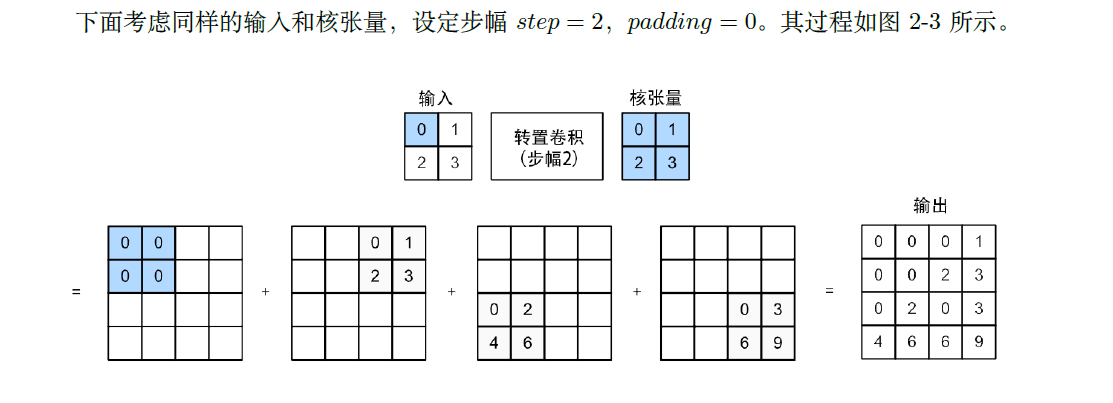 下面考虑同样的输入和核张量，设定步幅 step = 2，padding = 0。其过程如图 2-3 所示。
输入 核张量
0 1 转置卷积 0 1
2 3 （步幅2） 2 3
输出
0 0 0 1 0 0 0 1
0 0 2 3 0 0 2 3
= + + + =
0 2 0 3 0 2 0 3
4 6 6 9 4 6 6 9